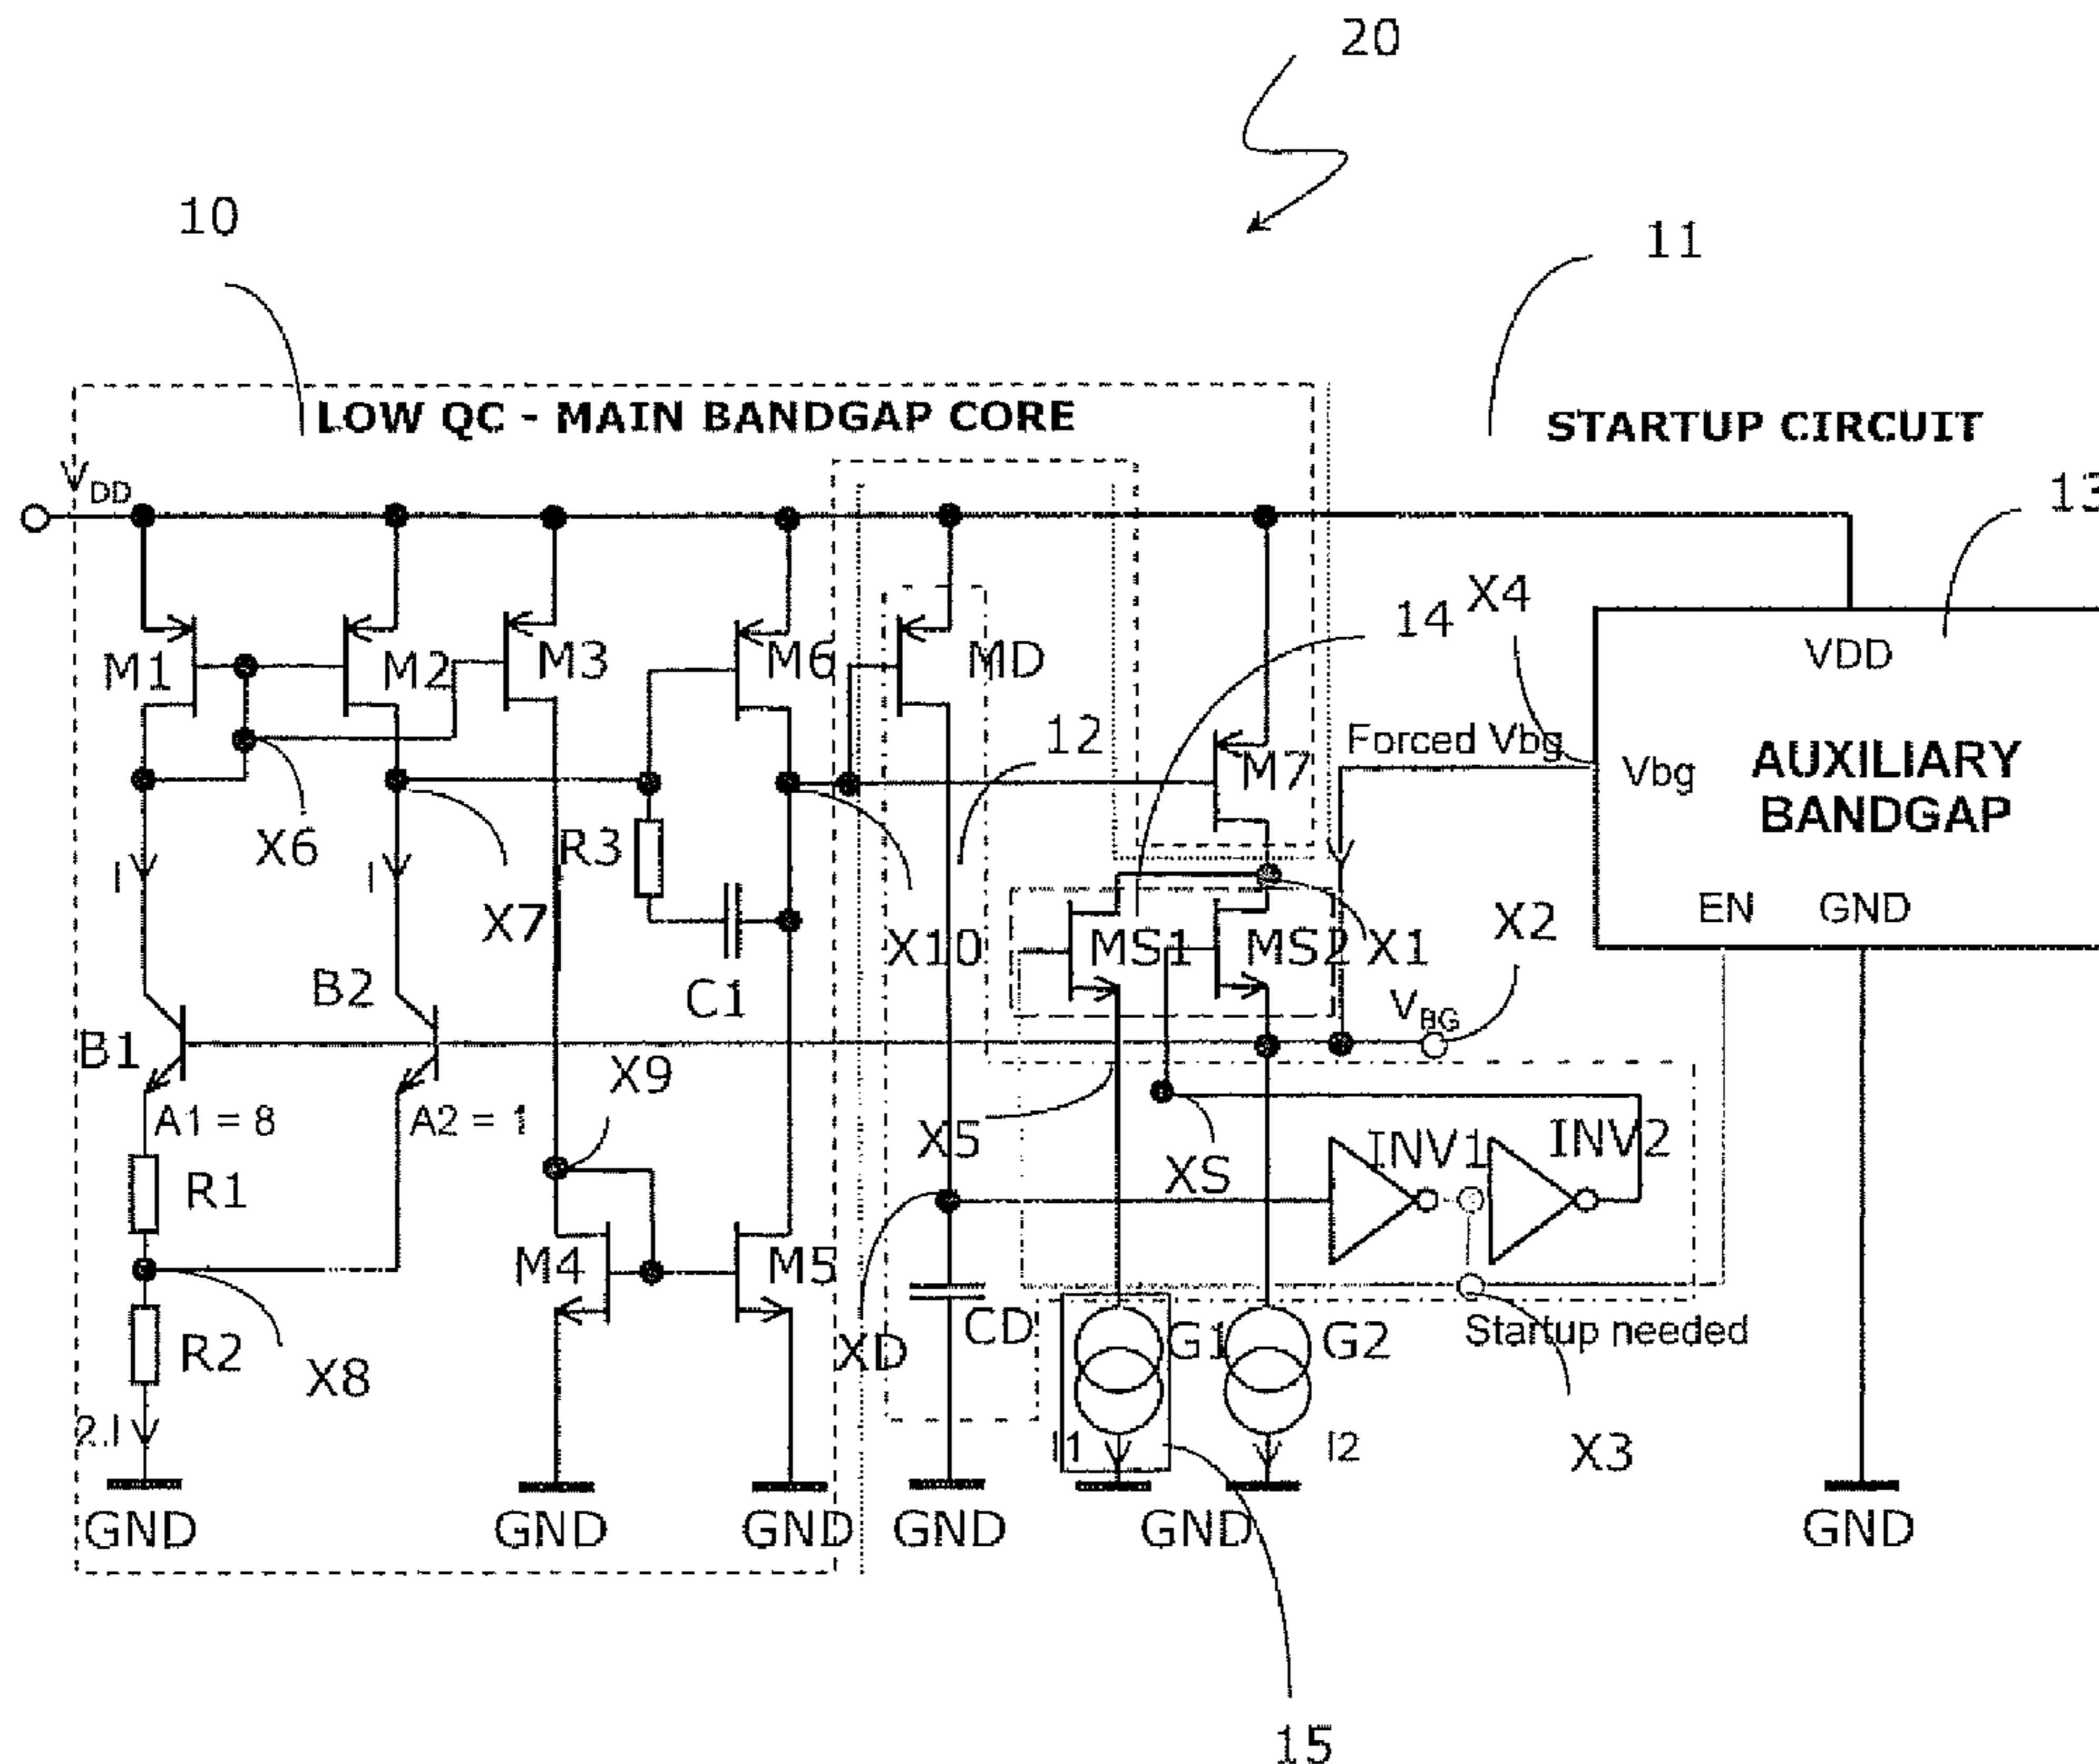 20
10
11
LOW QC - MAIN BANDGAP CORE
STARTUP CIRCUIT
VDD
13
X4
14
M1
M2
M3
M6
MD
VDD
12
Forced Vbg
M7
Vbg
AUXILIARY
BANDGAP
X6
R3
I
I
X7
X10
EN
GND
MS1
MS2
X1
X2
C1
B2
VBG
B1
X9
A1 = 8
A2 = 1
X5
INV1
INV2
XS
R1
M4
M5
CD
G1
G2
Startup needed
XD
R2
X8
2.I
I1
I2
X3
GND
GND
GND
GND
GND
GND
15